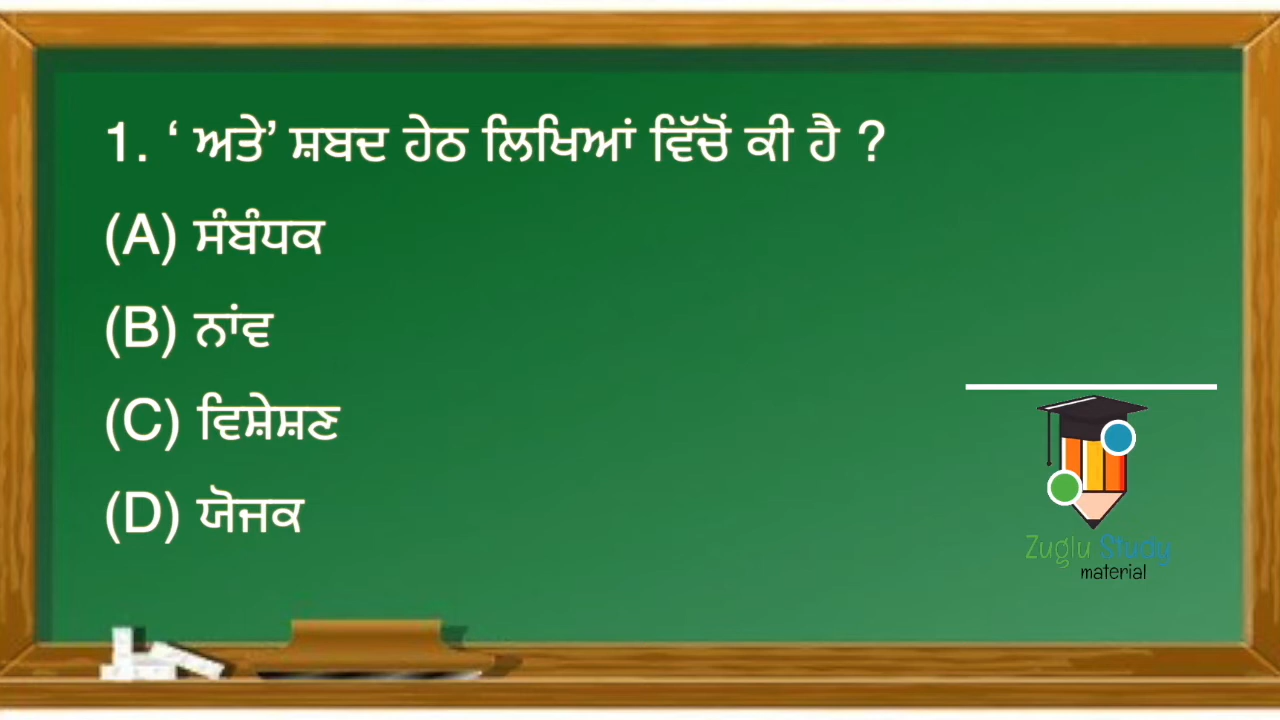 1. ‘ ਅਤੇ’ ਸ਼ਬਦ ਹੇਠ ਲਿਖਿਆਂ ਵਿੱਚੋਂ ਕੀ ਹੈ ?
(A) ਸੰਬੰਧਕ
(B) ਨਾਂਵ
(C) ਵਿਸ਼ੇਸ਼ਣ
(D) ਯੋਜਕ
Zuglu Study
material